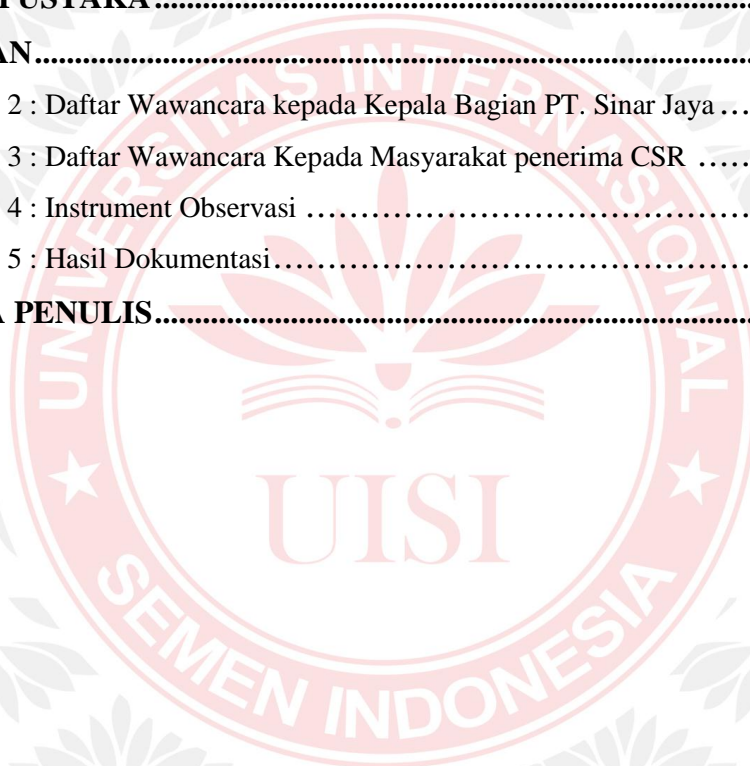 PUSTAKA..........................................................................
AN..........................................................................................
2 : Daftar Wawancara kepada Kepala Bagian PT. Sinar Jaya ....
3 : Daftar Wawancara Kepada Masyarakat penerima CSR ......
4 : Instrument Observasi ................................................
5 : Hasil Dokumentasi....................................................
A PENULIS..........................................................................
UNIVERSITAS INTERNASIONAL
UISI
SEMEN INDONESIA